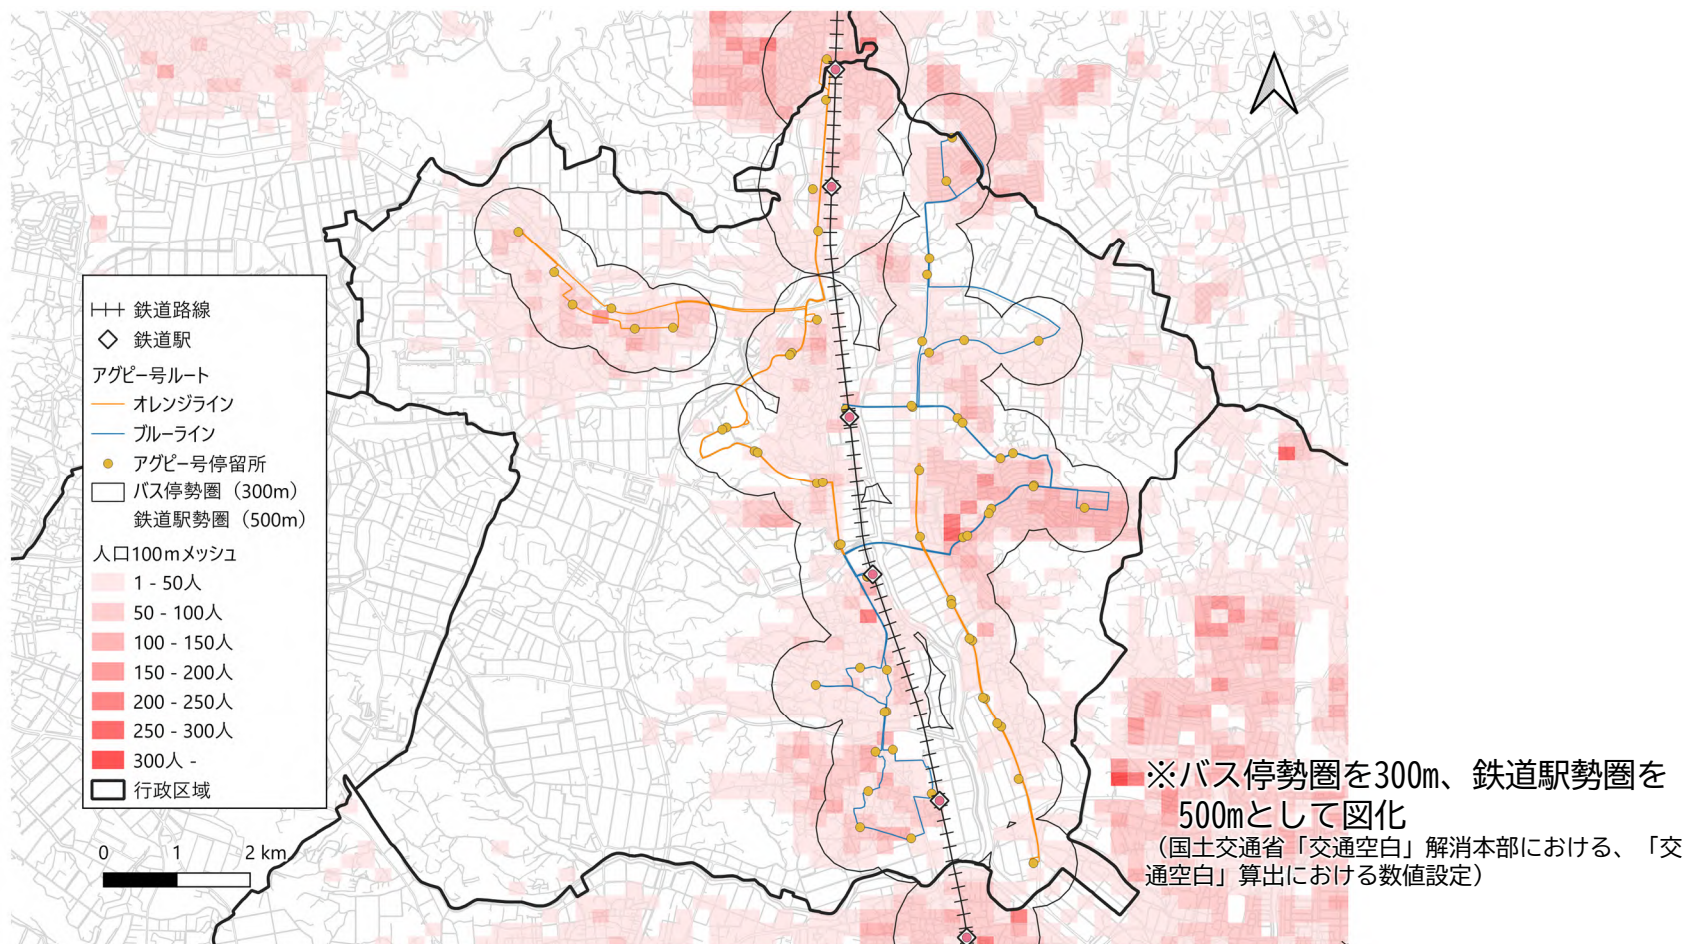 鉄道路線
鉄道駅
アグピー号ルート
オレンジライン
ブルーライン
アグピー号停留所
バス停勢圏（300m）
鉄道駅勢圏（500m）
人口100mメッシュ
1 - 50人
50 - 100人
100 - 150人
150 - 200人
200 - 250人
250 - 300人
300人 -
行政区域
0 1 2 km
※バス停勢圏を300m、鉄道駅勢圏を
500mとして図化
（国土交通省「交通空白」解消本部における、「交
通空白」算出における数値設定）